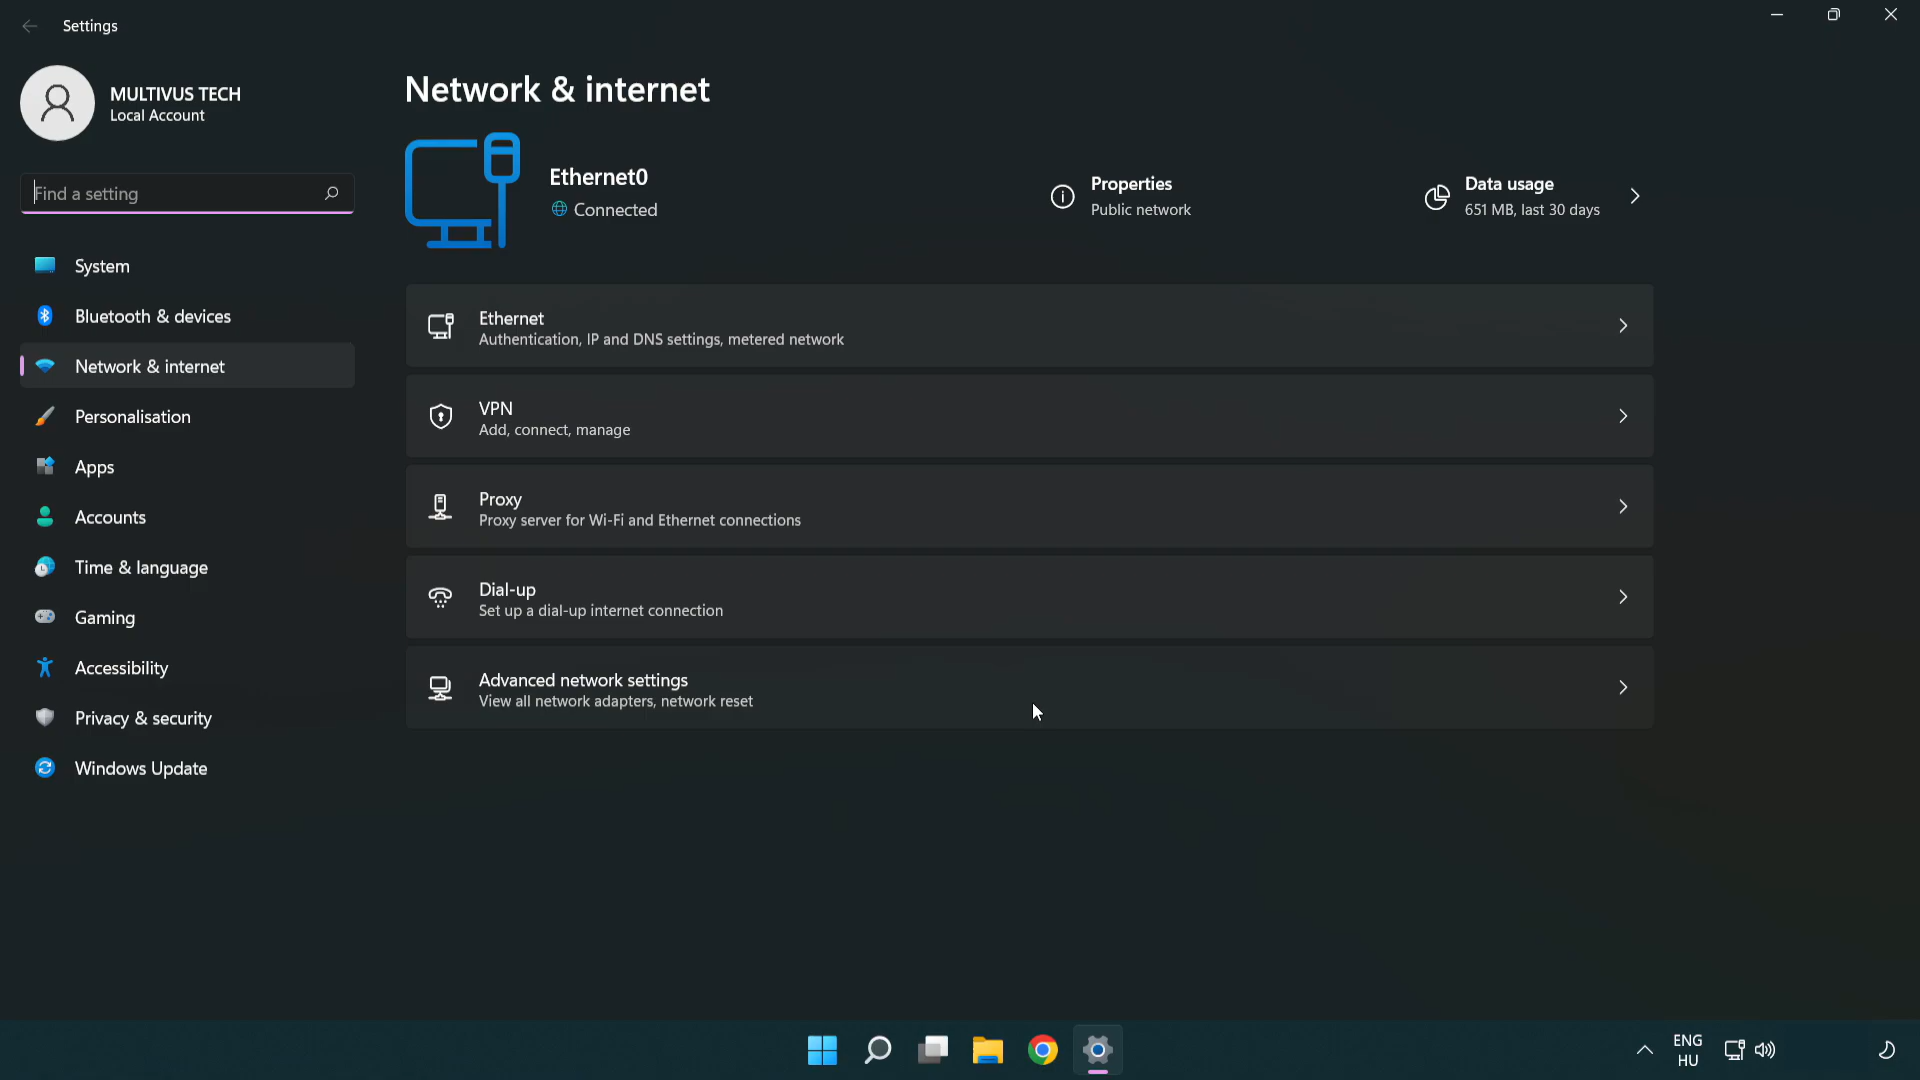 Settings
MULTIVUS TECH
Local Account
Find a setting
System
Bluetooth & devices
Network & internet
Personalisation
Apps
Accounts
Time & language
Gaming
Accessibility
Privacy & security
Windows Update
Network & internet
Ethernet0
Connected
Properties
Public network
Data usage
651 MB, last 30 days
Ethernet
Authentication, IP and DNS settings, metered network
VPN
Add, connect, manage
Proxy
Proxy server for Wi-Fi and Ethernet connections
Dial-up
Set up a dial-up internet connection
Advanced network settings
View all network adapters, network reset
ENG
HU